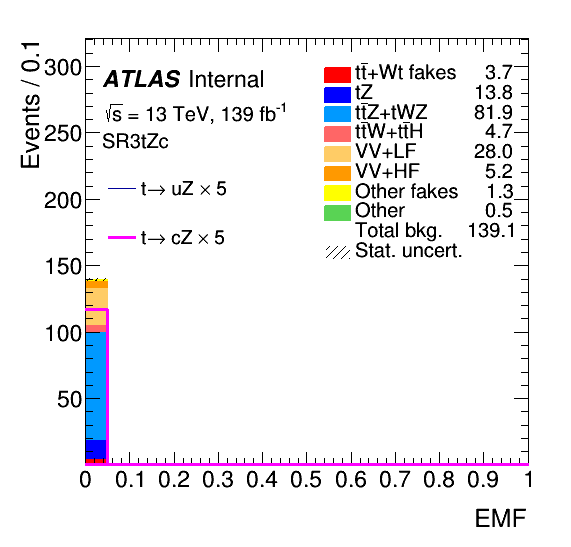 Events / 0.1
ATLAS Internal
√s = 13 TeV, 139 fb⁻¹
SR3tZc
t→ uZ × 5
t→ cZ × 5
tt̄+Wt fakes 3.7
tZ 13.8
tt̄Z+tWZ 81.9
tt̄W+tt̄H 4.7
VV+LF 28.0
VV+HF 5.2
Other fakes 1.3
Other 0.5
Total bkg. 139.1
Stat. uncert.
300
250
200
150
100
50
0 0.1 0.2 0.3 0.4 0.5 0.6 0.7 0.8 0.9 1
EMF